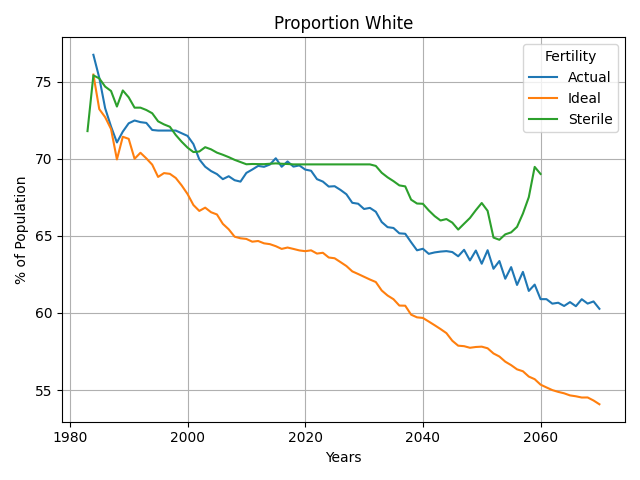 Proportion White
Fertility
Actual
Ideal
Sterile
% of Population
75
70
65
60
55
1980
2000
2020
2040
2060
Years